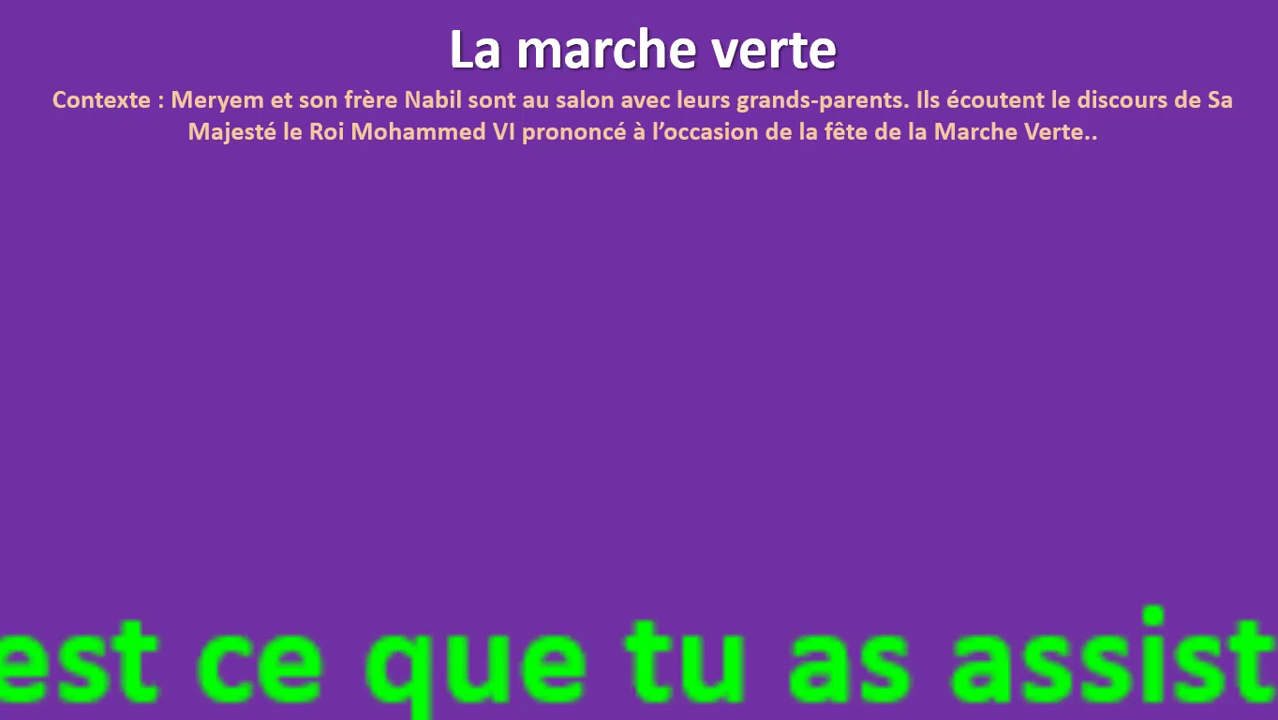 La marche verte
Contexte : Meryem et son frère Nabil sont au salon avec leurs grands-parents. Ils écoutent le discours de Sa
Majesté le Roi Mohammed VI prononcé à l’occasion de la fête de la Marche Verte..
est ce que tu as assist